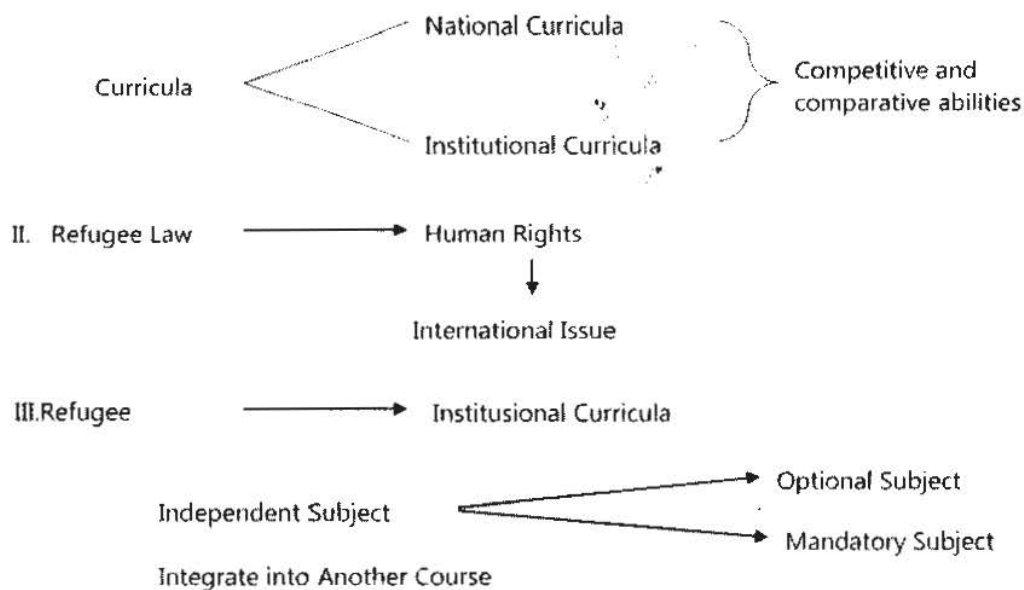 National Curricula
Curricula
Competitive and
comparative abilities
Institutional Curricula
II. Refugee Law
Human Rights
International Issue
III.Refugee
Institusional Curricula
Optional Subject
Independent Subject
Mandatory Subject
Integrate into Another Course